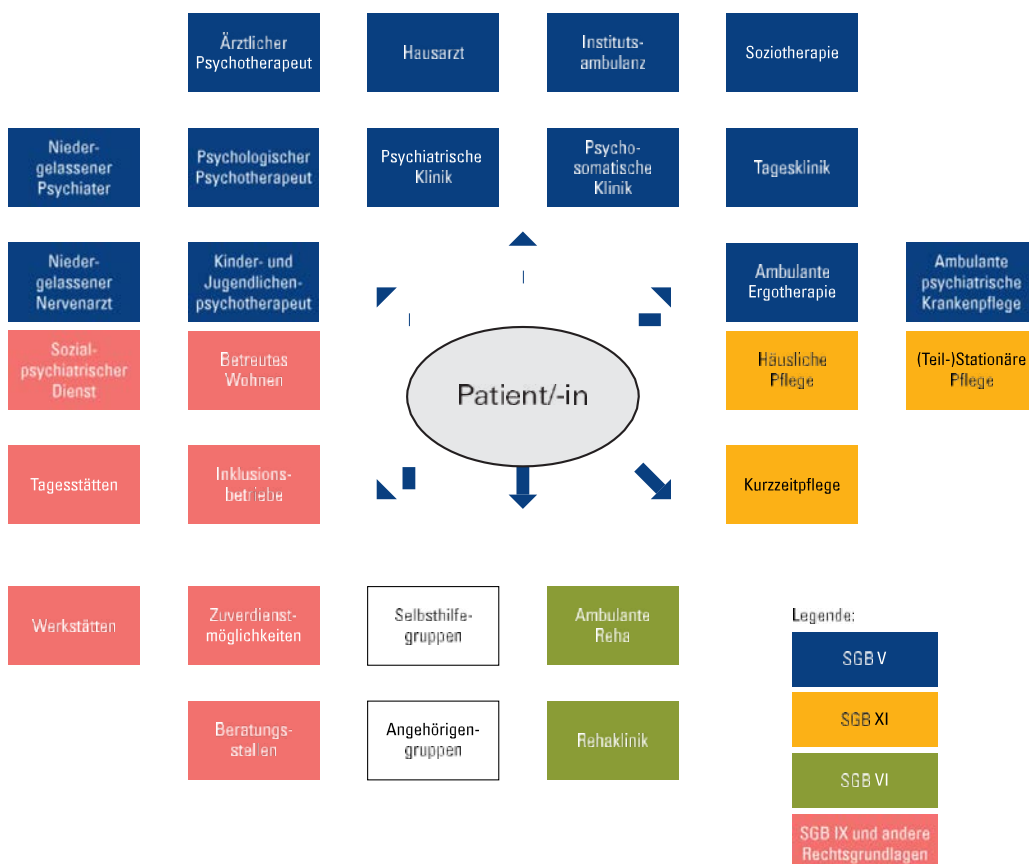 Ärztlicher
Psychotherapeut
Hausarzt
Instituts-
ambulanz
Soziotherapie
Nieder-
gelassener
Psychiater
Psychologischer
Psychotherapeut
Psychiatrische
Klinik
Psycho-
somatische
Klinik
Tagesklinik
Nieder-
gelassener
Nervenarzt
Kinder- und
Jugendlichen-
psychotherapeut
Ambulante
Ergotherapie
Ambulante
psychiatrische
Krankenpflege
Sozial-
psychiatrischer
Dienst
Betreutes
Wohnen
Patient/-in
Häusliche
Pflege
(Teil-)Stationäre
Pflege
Tagesstätten
Inklusions-
betriebe
Kurzzeitpflege
Werkstätten
Zuverdienst-
möglichkeiten
Selbsthilfe-
gruppen
Ambulante
Reha
Beratungs-
stellen
Angehörigen-
gruppen
Rehaklinik
Legende:
SGB V
SGB XI
SGB VI
SGB IX und andere
Rechtsgrundlagen